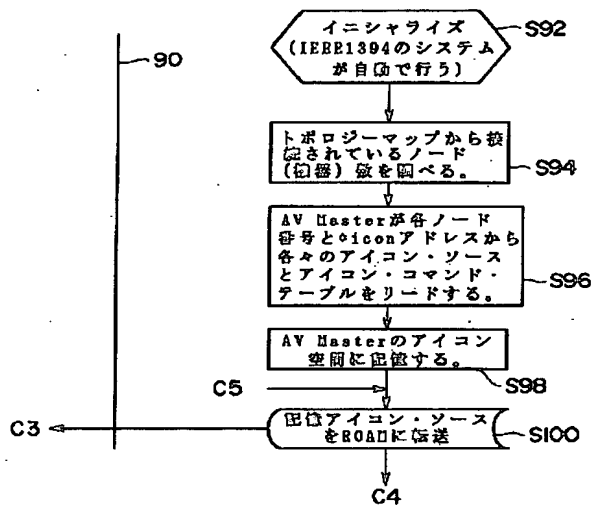 イニシャライズ
(IEEE1394のシステム
が自動で行う)
S92
90
トポロジーマップから接
続されているノード
(機器)数を調べる。
S94
AV Masterが各ノード
番号と*iconアドレスから
各々のアイコン・ソース
とアイコン・コマンド・
テーブルをリードする。
S96
AV Masterのアイコン
空間に配置する。
S98
C5
アイコン・ソース
をROADに転送
S100
C3
C4